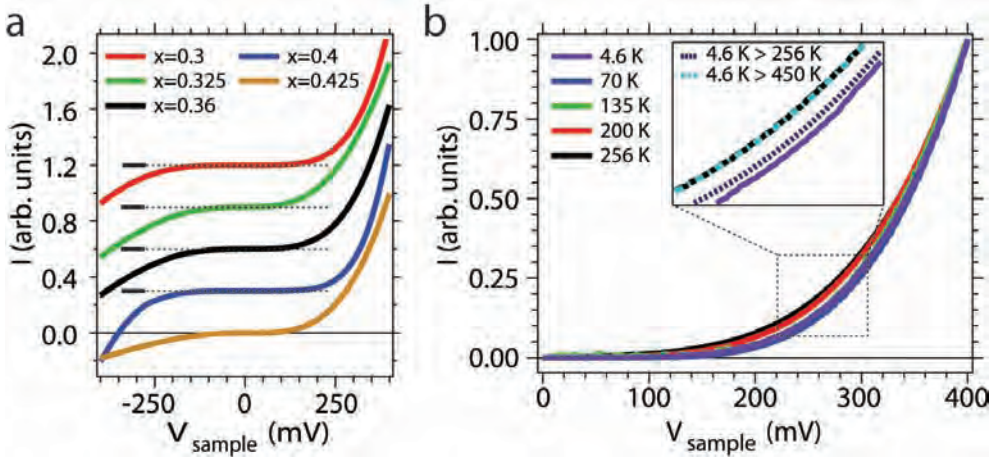 a
2.0
1.6
1.2
0.8
0.4
0.0
I (arb. units)
x=0.3
x=0.325
x=0.36
x=0.4
x=0.425
-250
0
250
V sample (mV)
b
1.00
0.75
0.50
0.25
0.00
I (arb. units)
4.6 K
70 K
135 K
200 K
256 K
4.6 K > 256 K
4.6 K > 450 K
0
100
200
300
400
V sample (mV)